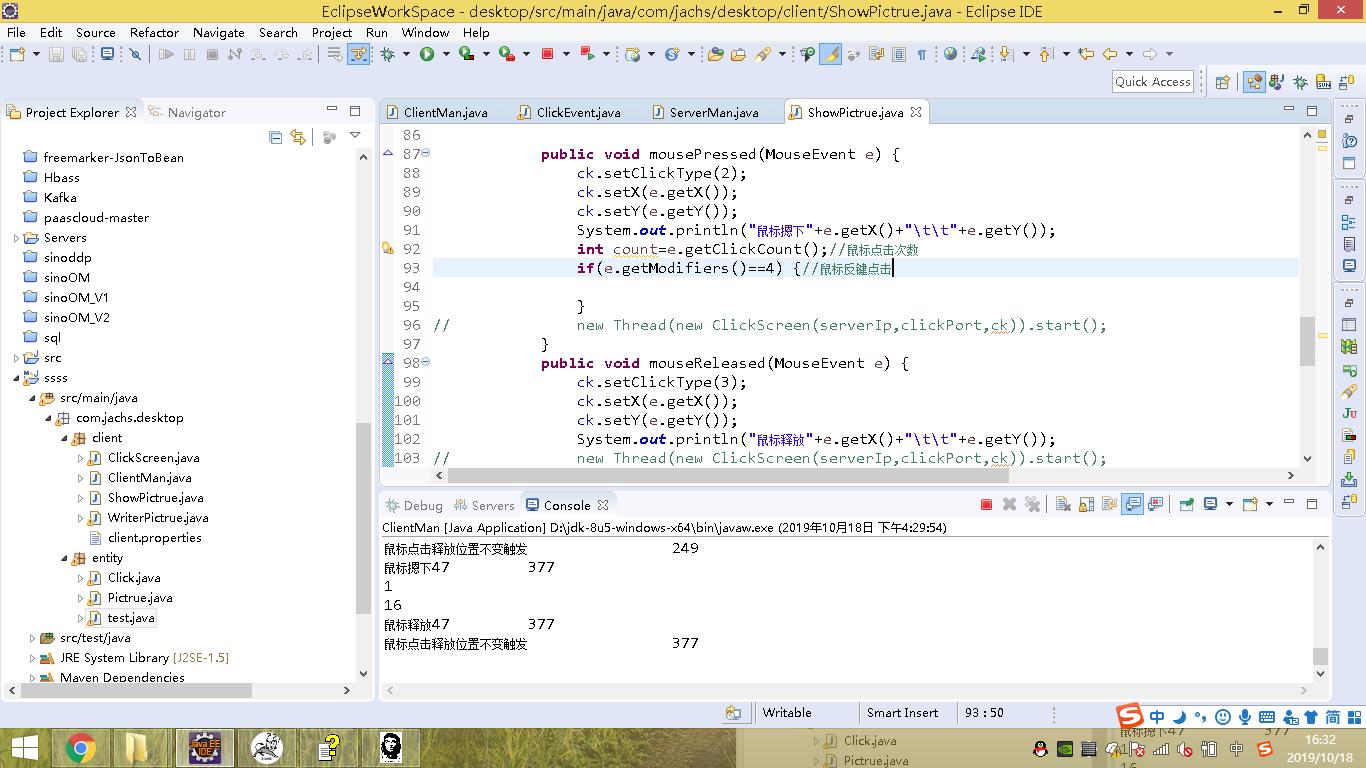 EclipseWorkSpace - desktop/src/main/java/com/jachs/desktop/client/ShowPictrue.java - Eclipse IDE
File Edit Source Refactor Navigate Search Project Run Window Help
Quick Access
Project Explorer
Navigator
freemarker-JsonToBean
Hbass
Kafka
paascloud-master
Servers
sinoddp
sinoOM
sinoOM_V1
sinoOM_V2
sql
src
ssss
src/main/java
com.jachs.desktop
client
ClickScreen.java
ClientMan.java
ShowPictrue.java
WriterPictrue.java
client.properties
entity
Click.java
Pictrue.java
test.java
src/test/java
JRE System Library [J2SE-1.5]
Maven Dependencies
ClientMan.java ClickEvent.java ServerMan.java ShowPictrue.java
86
87 public void mousePressed(MouseEvent e) {
88 ck.setClickType(2);
89 ck.setX(e.getX());
90 ck.setY(e.getY());
91 System.out.println("鼠标摁下"+e.getX()+"\t\t"+e.getY());
92 int count=e.getClickCount();//鼠标点击次数
93 if(e.getModifiers()==4) {//鼠标反键点击
94
95 }
96 // new Thread(new ClickScreen(serverIp,clickPort,ck)).start();
97 }
98 public void mouseReleased(MouseEvent e) {
99 ck.setClickType(3);
100 ck.setX(e.getX());
101 ck.setY(e.getY());
102 System.out.println("鼠标释放"+e.getX()+"\t\t"+e.getY());
103 // new Thread(new ClickScreen(serverIp,clickPort,ck)).start();
Debug Servers Console
ClientMan [Java Application] D:\jdk-8u5-windows-x64\bin\javaw.exe (2019年10月18日 下午4:29:54)
鼠标点击释放位置不变触发 249
鼠标摁下47 377
1
16
鼠标释放47 377
鼠标点击释放位置不变触发 377
Writable Smart Insert 93 : 50
中 简
Java EE
IDE
鼠标摁下47 377
Click.java
Pictrue.java
1
16
中
16:32
2019/10/18